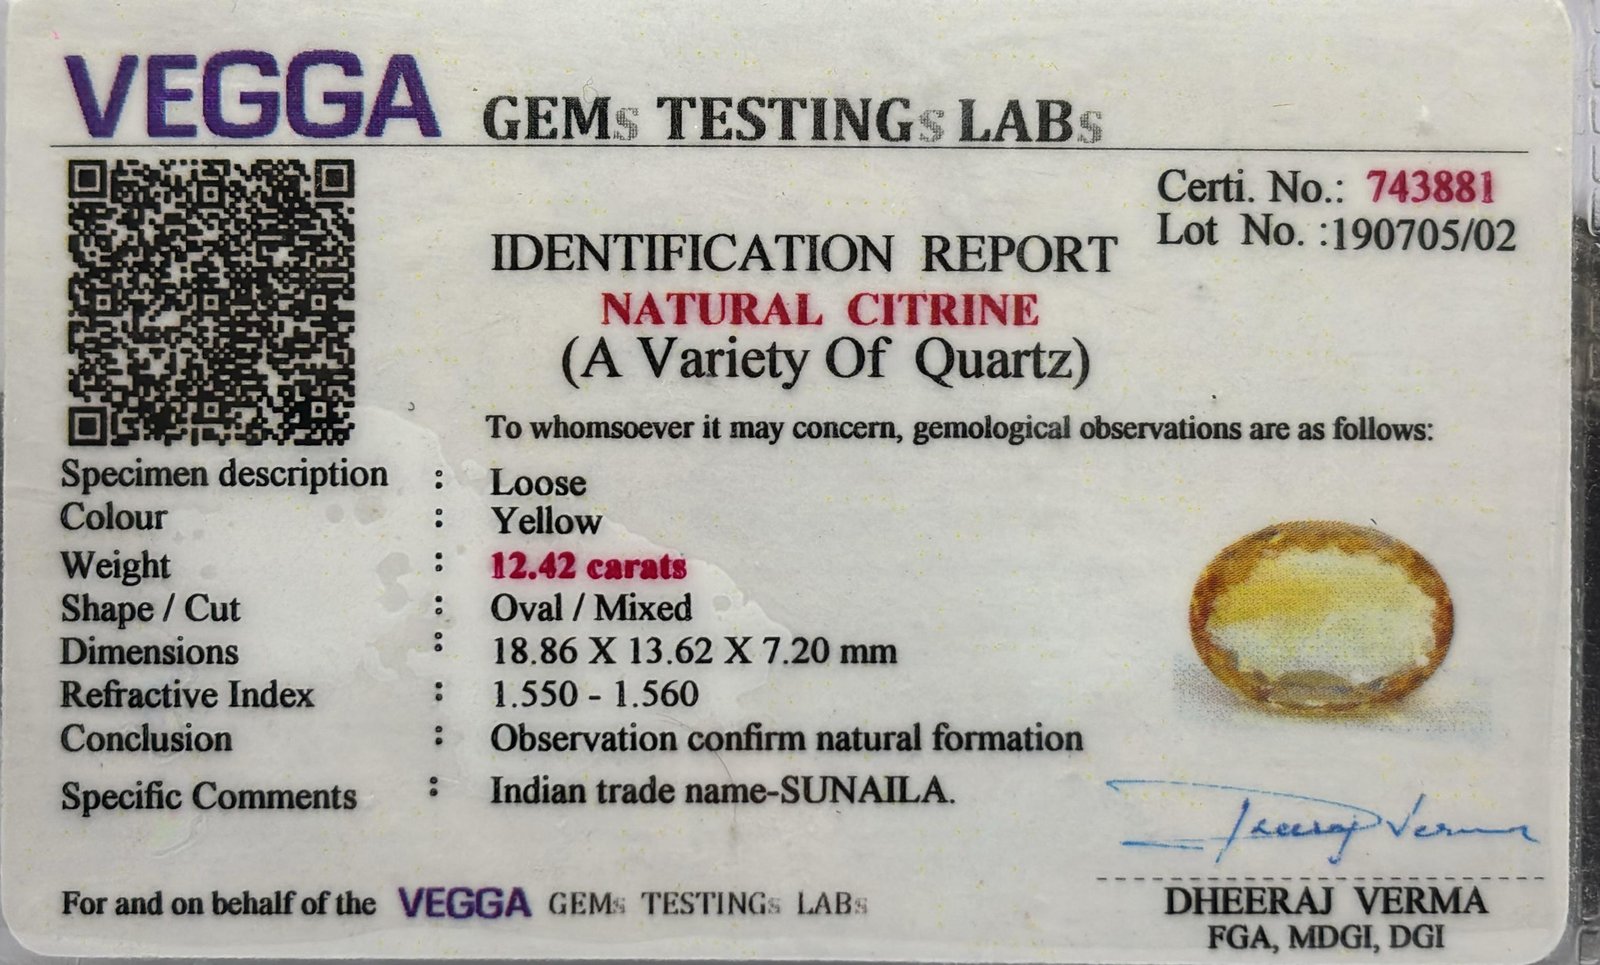 VEGGA GEMs TESTINGs LABs
Certi. No.: 743881
Lot No. :190705/02
IDENTIFICATION REPORT
NATURAL CITRINE
(A Variety Of Quartz)
To whomsoever it may concern, gemological observations are as follows:
Specimen description : Loose
Colour : Yellow
Weight : 12.42 carats
Shape / Cut : Oval / Mixed
Dimensions : 18.86 X 13.62 X 7.20 mm
Refractive Index : 1.550 - 1.560
Conclusion : Observation confirm natural formation
Specific Comments : Indian trade name-SUNAILA.
Dheeraj Verma
For and on behalf of the VEGGA GEMs TESTINGs LABs
DHEERAJ VERMA
FGA, MDGI, DGI